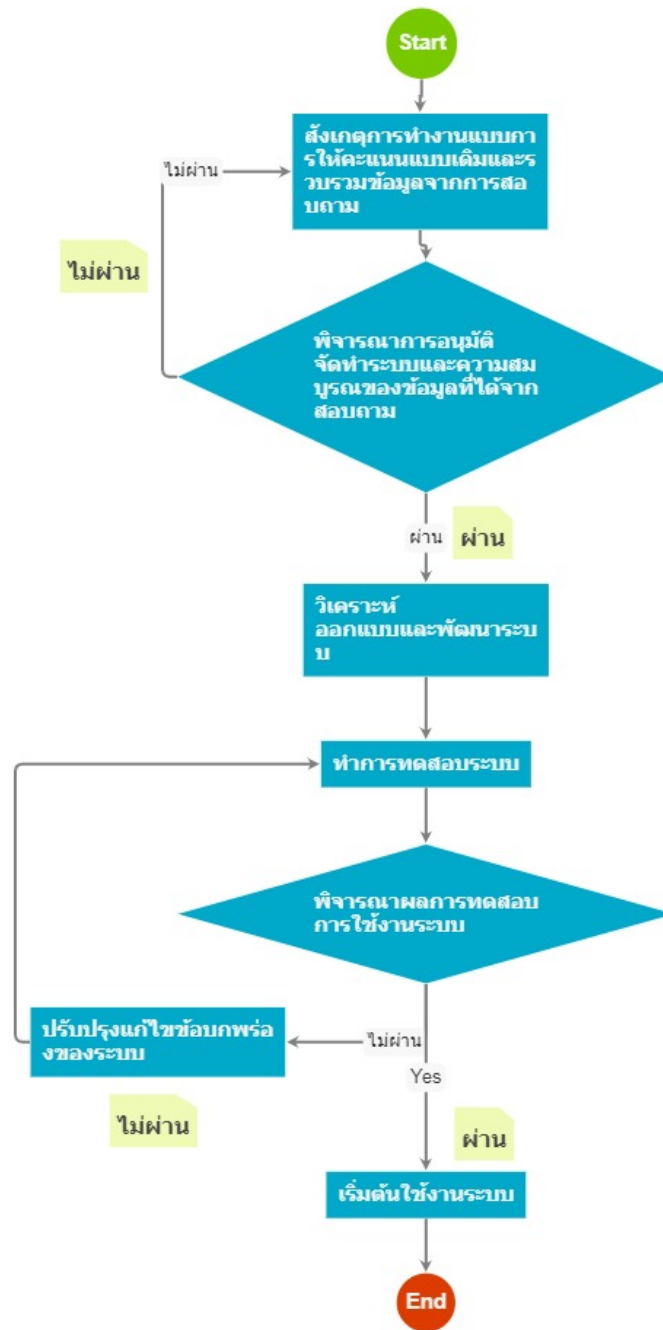 Start
สังเกตุการทำงานแบบกา
รให้คะแนนแบบเดิมและร
วบรวมข้อมูลจากการสอ
บถาม
ไม่ผ่าน
ไม่ผ่าน
พิจารณาการอนุมัติ
จัดทำระบบและความสม
บูรณของข้อมูลที่ได้จาก
สอบถาม
ผ่าน
ผ่าน
วิเคราะห์
ออกแบบและพัฒนาระบ
บ
ทำการทดสอบระบบ
พิจารณาผลการทดสอบ
การใช้งานระบบ
ปรับปรุงแก้ไขข้อบกพร่อ
งของระบบ
ไม่ผ่าน
Yes
ไม่ผ่าน
ผ่าน
เริ่มต้นใช้งานระบบ
End